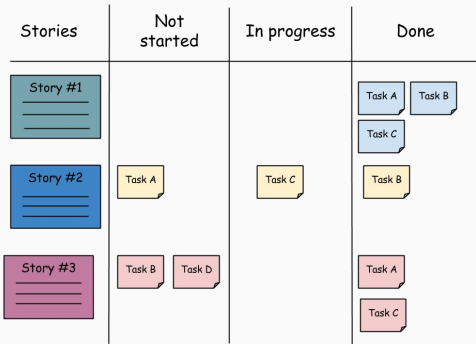 Stories
Not
started
In progress
Done
Story #1
Task A
Task B
Task C
Story #2
Task A
Task C
Task B
Story #3
Task B
Task D
Task A
Task C